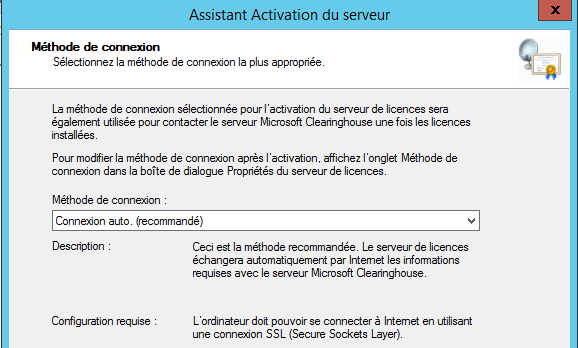 Assistant Activation du serveur
x
Méthode de connexion
Sélectionnez la méthode de connexion la plus appropriée.
La méthode de connexion sélectionnée pour l'activation du serveur de licences sera
également utilisée pour contacter le serveur Microsoft Clearinghouse une fois les licences
installées.
Pour modifier la méthode de connexion après l'activation, affichez l'onglet Méthode de
connexion dans la boîte de dialogue Propriétés du serveur de licences.
Méthode de connexion :
Connexion auto. (recommandé)
Description :
Ceci est la méthode recommandée. Le serveur de licences
échangera automatiquement par Internet les informations
requises avec le serveur Microsoft Clearinghouse.
Configuration requise :
L'ordinateur doit pouvoir se connecter à Internet en utilisant
une connexion SSL (Secure Sockets Layer).